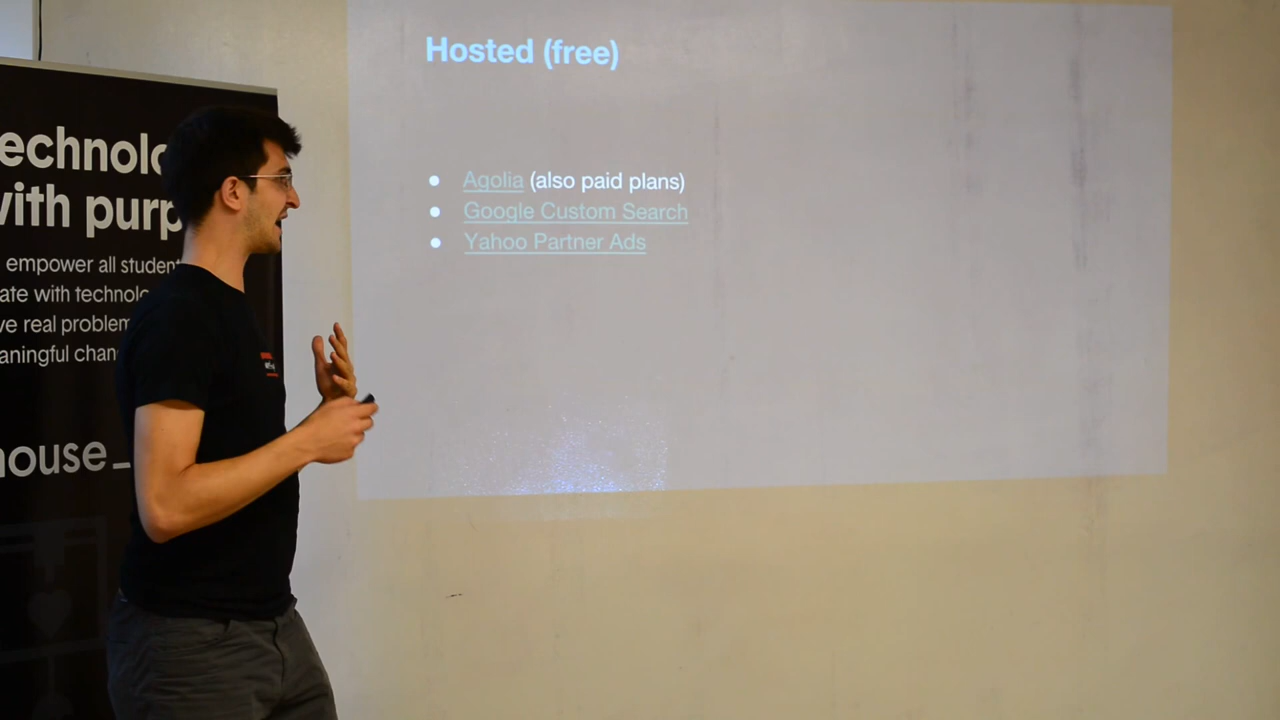 Hosted (free)
● Agolia (also paid plans)
● Google Custom Search
● Yahoo Partner Ads
echnolo
with purp
empower all student
ate with technolo
ve real problem
aningful chan
house_